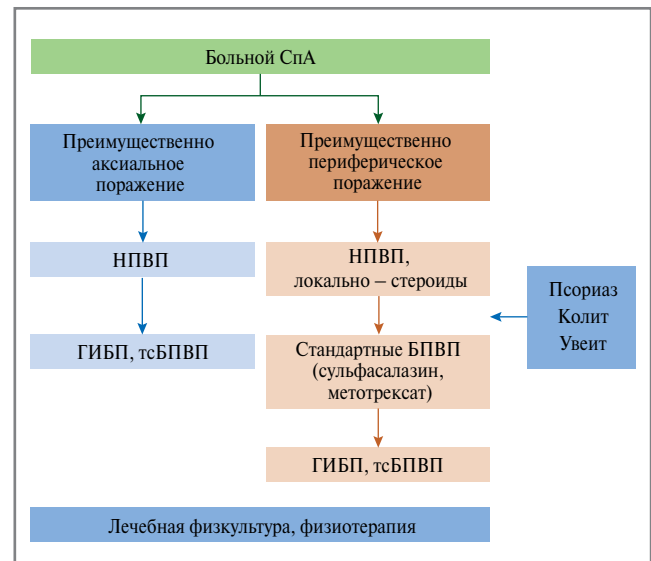 Больной СпА
Преимущественно
аксиальное
поражение
Преимущественно
периферическое
поражение
НПВП
НПВП,
локально – стероиды
Псориаз
Колит
Увеит
ГИБП, тсБПВП
Стандартные БПВП
(сульфасалазин,
метотрексат)
ГИБП, тсБПВП
Лечебная физкультура, физиотерапия